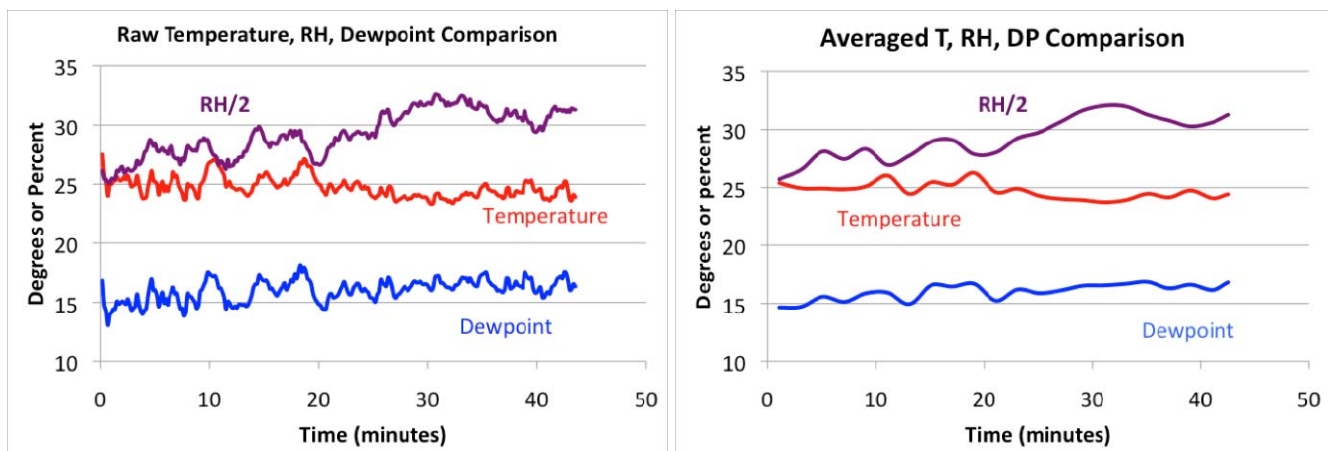 Raw Temperature, RH, Dewpoint Comparison
35
30
25
20
15
10
Degrees or Percent
RH/2
Temperature
Dewpoint
0 10 20 30 40 50
Time (minutes)
Averaged T, RH, DP Comparison
35
30
25
20
15
10
Degrees or percent
RH/2
Temperature
Dewpoint
0 10 20 30 40 50
Time (minutes)